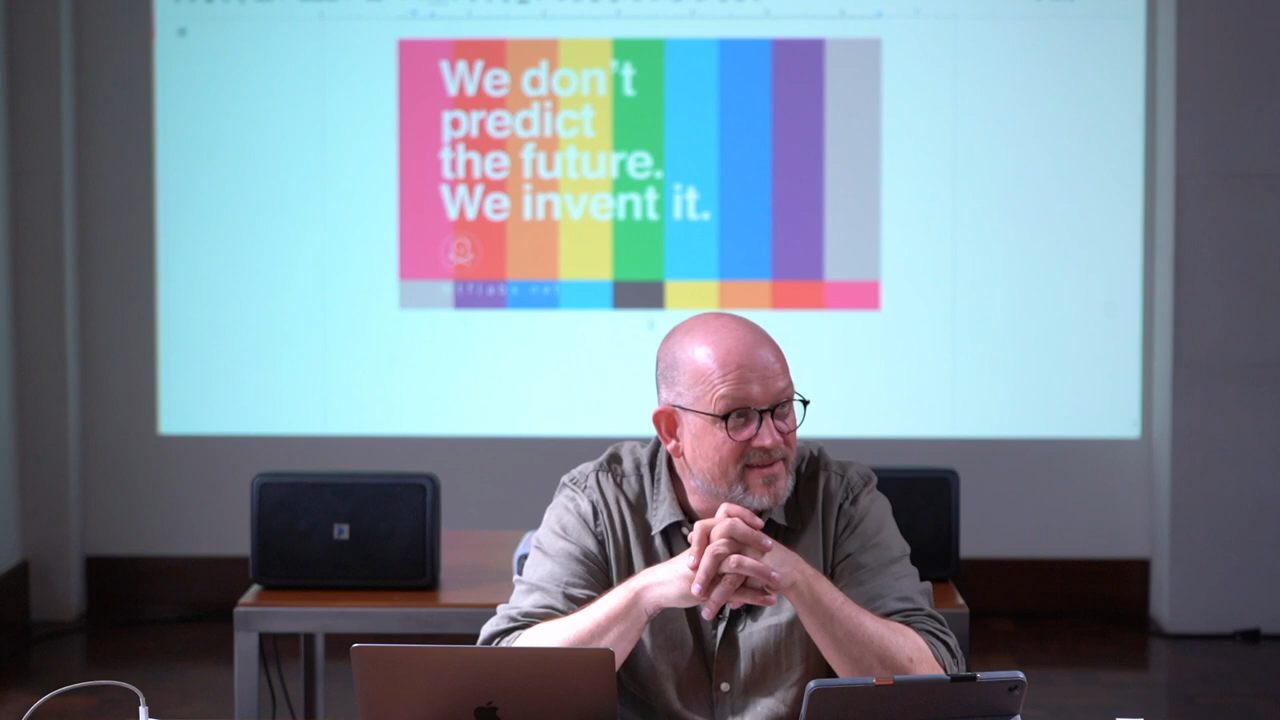 We don't
predict
the future.
We invent it.